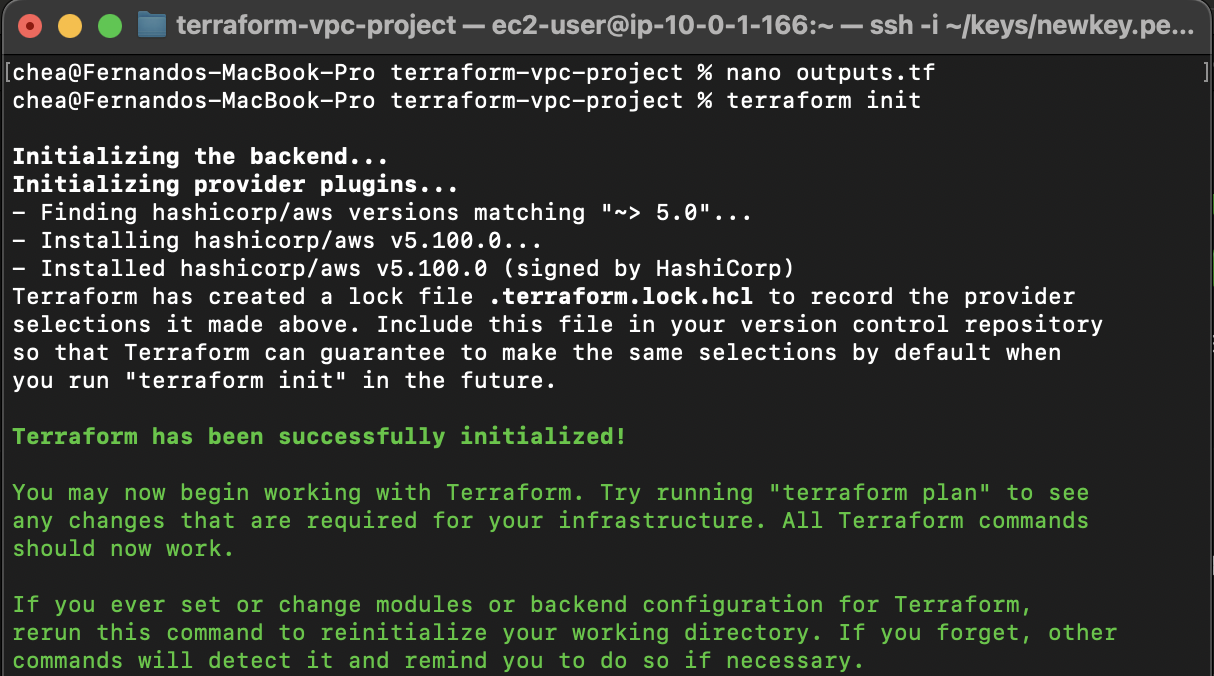 terraform-vpc-project — ec2-user@ip-10-0-1-166:~ — ssh -i ~/keys/newkey.pe...
[chea@Fernandos-MacBook-Pro terraform-vpc-project % nano outputs.tf ]
chea@Fernandos-MacBook-Pro terraform-vpc-project % terraform init
Initializing the backend...
Initializing provider plugins...
- Finding hashicorp/aws versions matching "~> 5.0"...
- Installing hashicorp/aws v5.100.0...
- Installed hashicorp/aws v5.100.0 (signed by HashiCorp)
Terraform has created a lock file .terraform.lock.hcl to record the provider
selections it made above. Include this file in your version control repository
so that Terraform can guarantee to make the same selections by default when
you run "terraform init" in the future.
Terraform has been successfully initialized!
You may now begin working with Terraform. Try running "terraform plan" to see
any changes that are required for your infrastructure. All Terraform commands
should now work.
If you ever set or change modules or backend configuration for Terraform,
rerun this command to reinitialize your working directory. If you forget, other
commands will detect it and remind you to do so if necessary.